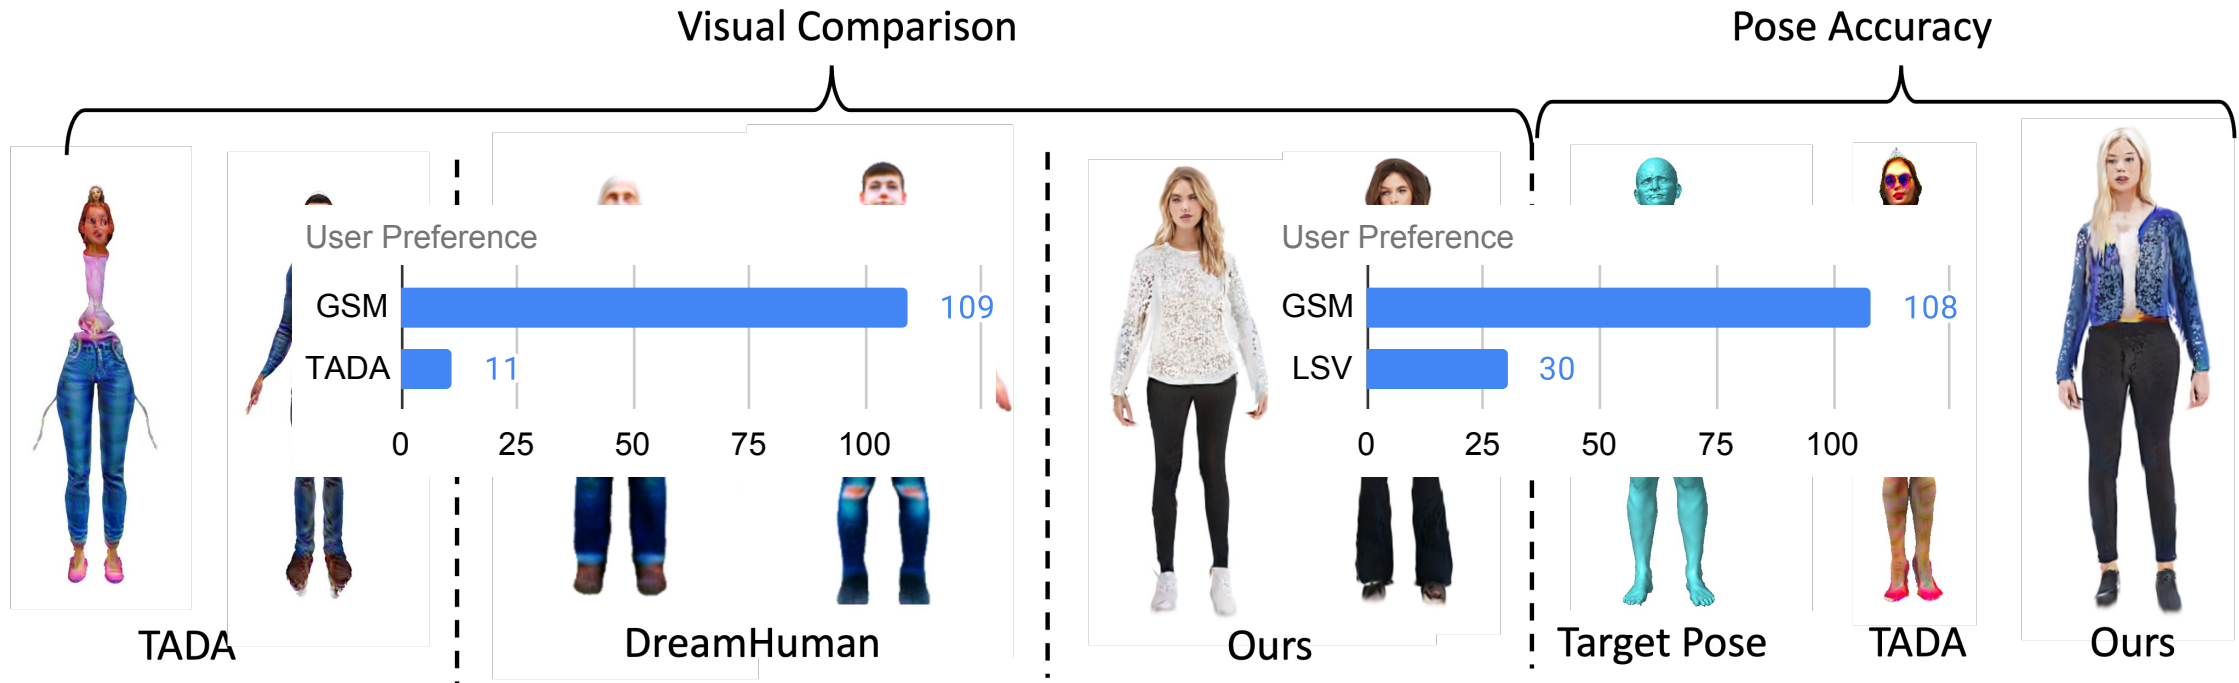 Visual Comparison
Pose Accuracy
User Preference
GSM
109
TADA
11
0 25 50 75 100
User Preference
GSM
108
LSV
30
0 25 50 75 100
TADA
DreamHuman
Ours
Target Pose
TADA
Ours